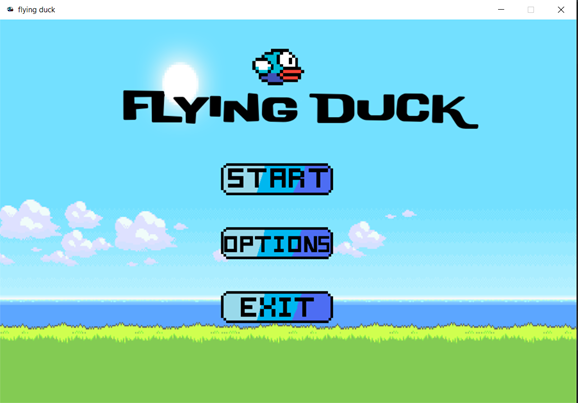 flying duck
FLYING DUCK
START
OPTIONS
EXIT